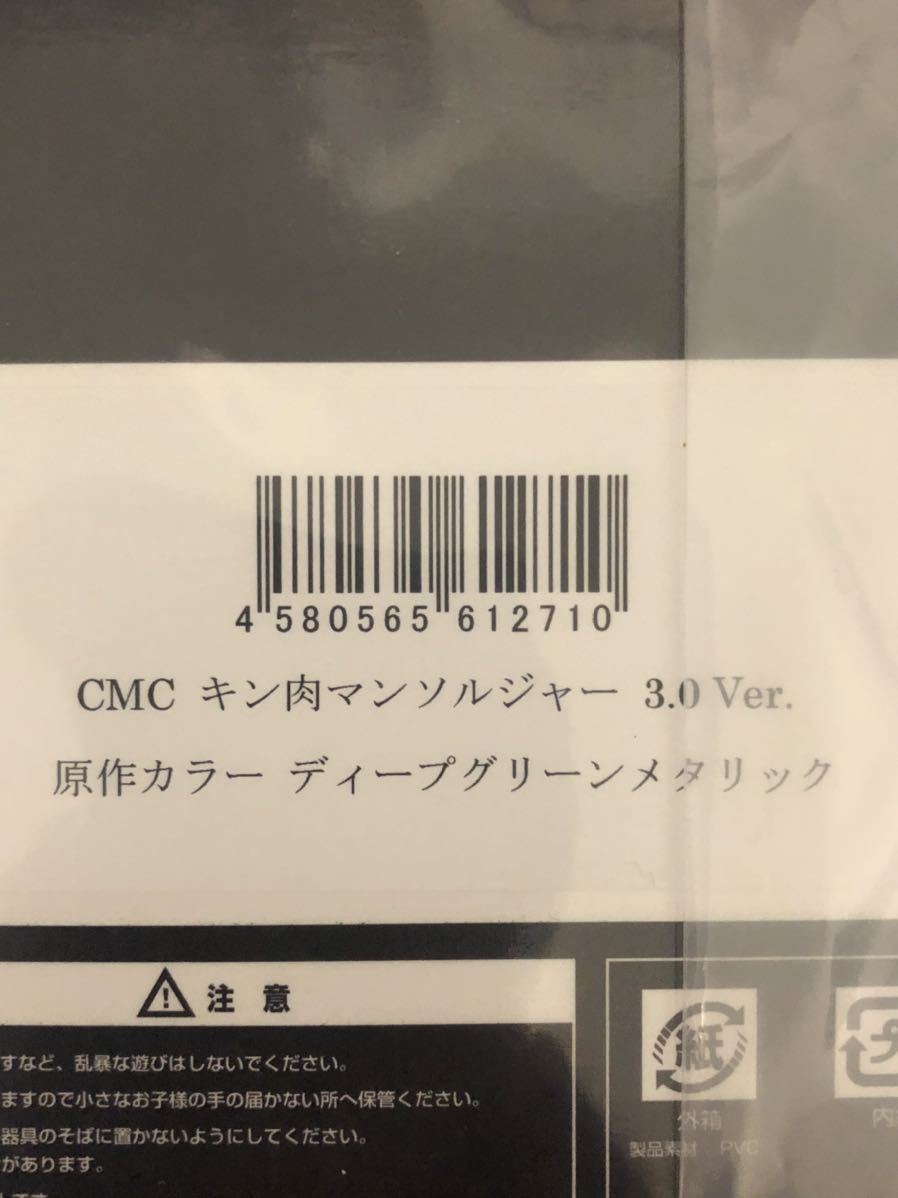 4 580565 612710
CMC キン肉マンソルジャー 3.0 Ver.
原作カラー ディープグリーンメタリック
注 意
すなど、乱暴な遊びはしないでください。
ますので小さなお子様の手の届かない所へ保管ください。
器具のそばに置かないようにしてください。
があります。
紙
外箱
内
製品素材 PVC